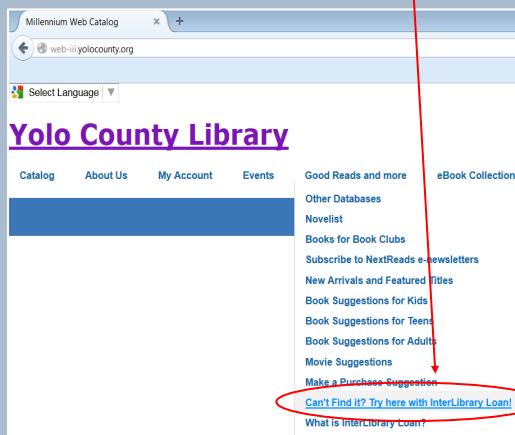 Millennium Web Catalog × +
web-iii.yolocounty.org
Select Language ▼
Yolo County Library
Catalog About Us My Account Events Good Reads and more eBook Collection
Other Databases
Novelist
Books for Book Clubs
Subscribe to NextReads e-newsletters
New Arrivals and Featured Titles
Book Suggestions for Kids
Book Suggestions for Teens
Book Suggestions for Adults
Movie Suggestions
Make a Purchase Suggestion
Can't Find it? Try here with InterLibrary Loan!
What is InterLibrary Loan?